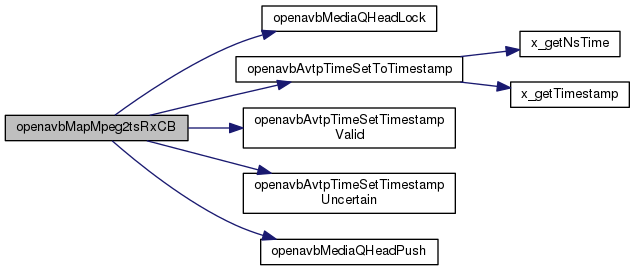 openavbMapMpeg2tsRxCB
openavbMediaQHeadLock
openavbAvtpTimeSetToTimestamp
x_getNsTime
x_getTimestamp
openavbAvtpTimeSetTimestamp
Valid
openavbAvtpTimeSetTimestamp
Uncertain
openavbMediaQHeadPush